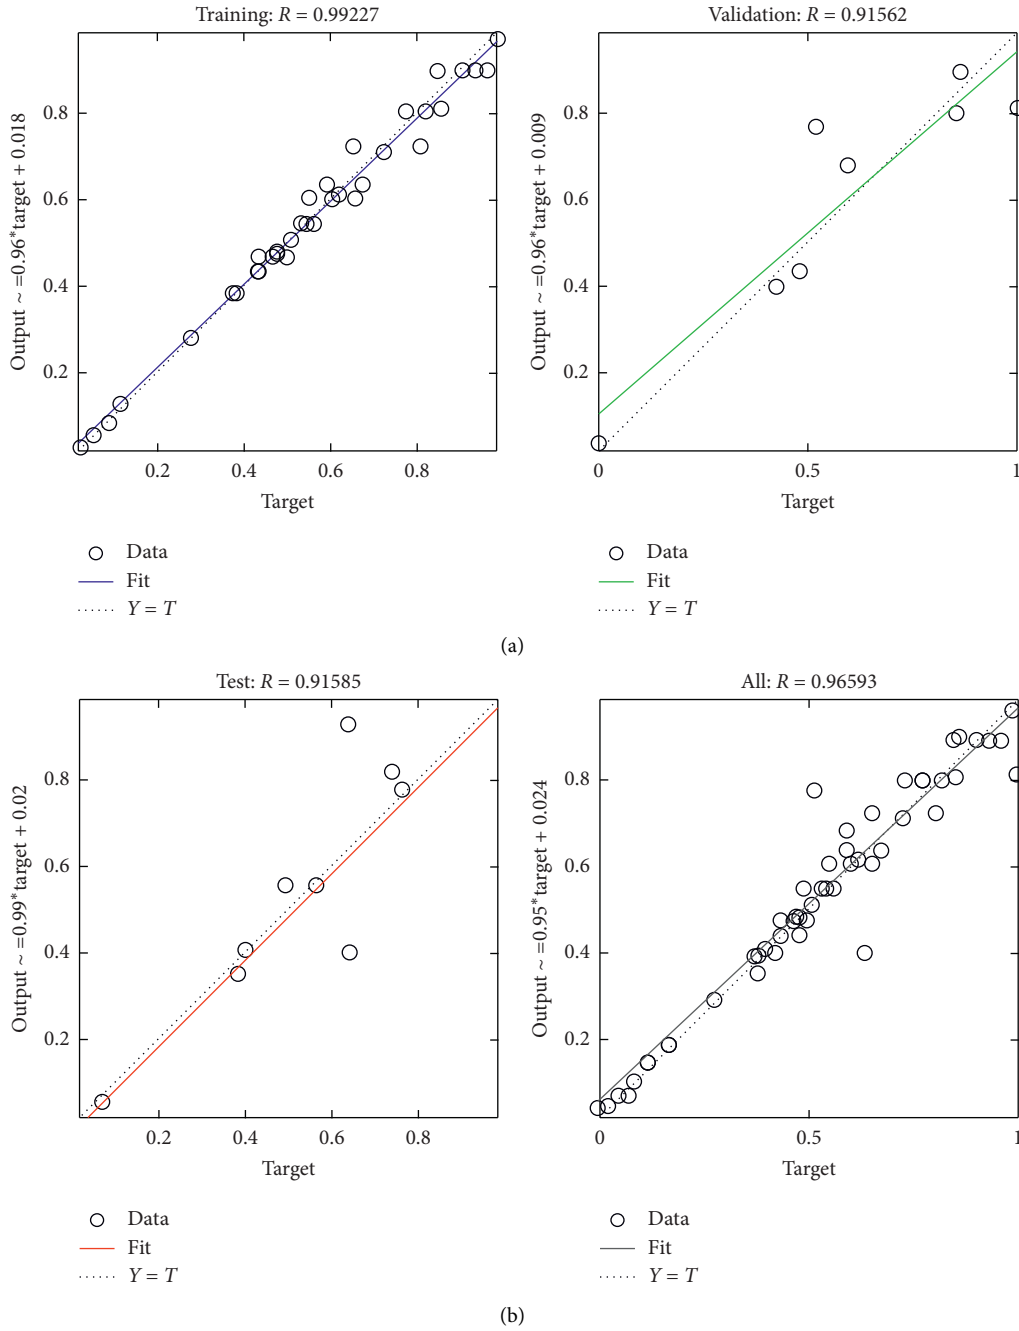 Training: R = 0.99227
Output ~ =0.96*target + 0.018
0.8
0.6
0.4
0.2
0.2 0.4 0.6 0.8
Target
Data
Fit
Y = T
Validation: R = 0.91562
Output ~ =0.96*target + 0.009
0.8
0.6
0.4
0.2
0 0.5 1
Target
Data
Fit
Y = T
(a)
Test: R = 0.91585
Output ~ =0.99*target + 0.02
0.8
0.6
0.4
0.2
0.2 0.4 0.6 0.8
Target
Data
Fit
Y = T
All: R = 0.96593
Output ~ =0.95*target + 0.024
0.8
0.6
0.4
0.2
0 0.5 1
Target
Data
Fit
Y = T
(b)